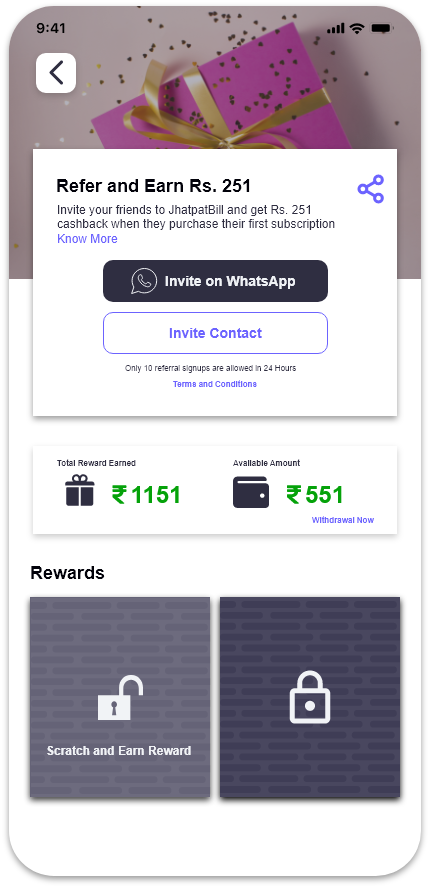 9:41
Refer and Earn Rs. 251
Invite your friends to JhatpatBill and get Rs. 251
cashback when they purchase their first subscription
Know More
Invite on WhatsApp
Invite Contact
Only 10 referral signups are allowed in 24 Hours
Terms and Conditions
Total Reward Earned
Available Amount
₹ 1151
₹ 551
Withdrawal Now
Rewards
Scratch and Earn Reward